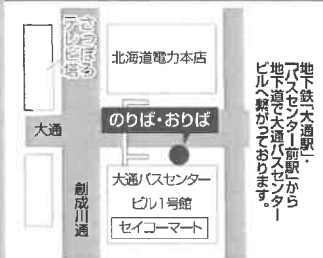 地下鉄「大通駅」・
「バスセンター前駅」から
地下道で大通バスセンター
ビルへ繋がっております。
さっぽろ
テレビ塔
北海道電力本店
大通
のりば・おりば
創成川通
大通バスセンター
ビル1号館
セイコーマート